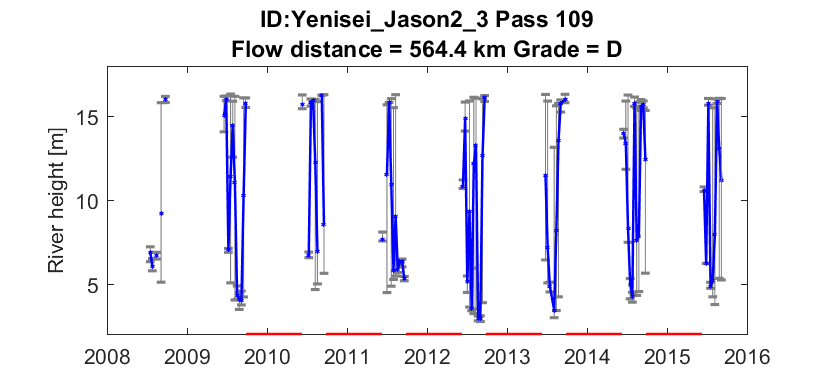 ID:Yenisei_Jason2_3 Pass 109
Flow distance = 564.4 km Grade = D
River height [m]
15
10
5
2008 2009 2010 2011 2012 2013 2014 2015 2016